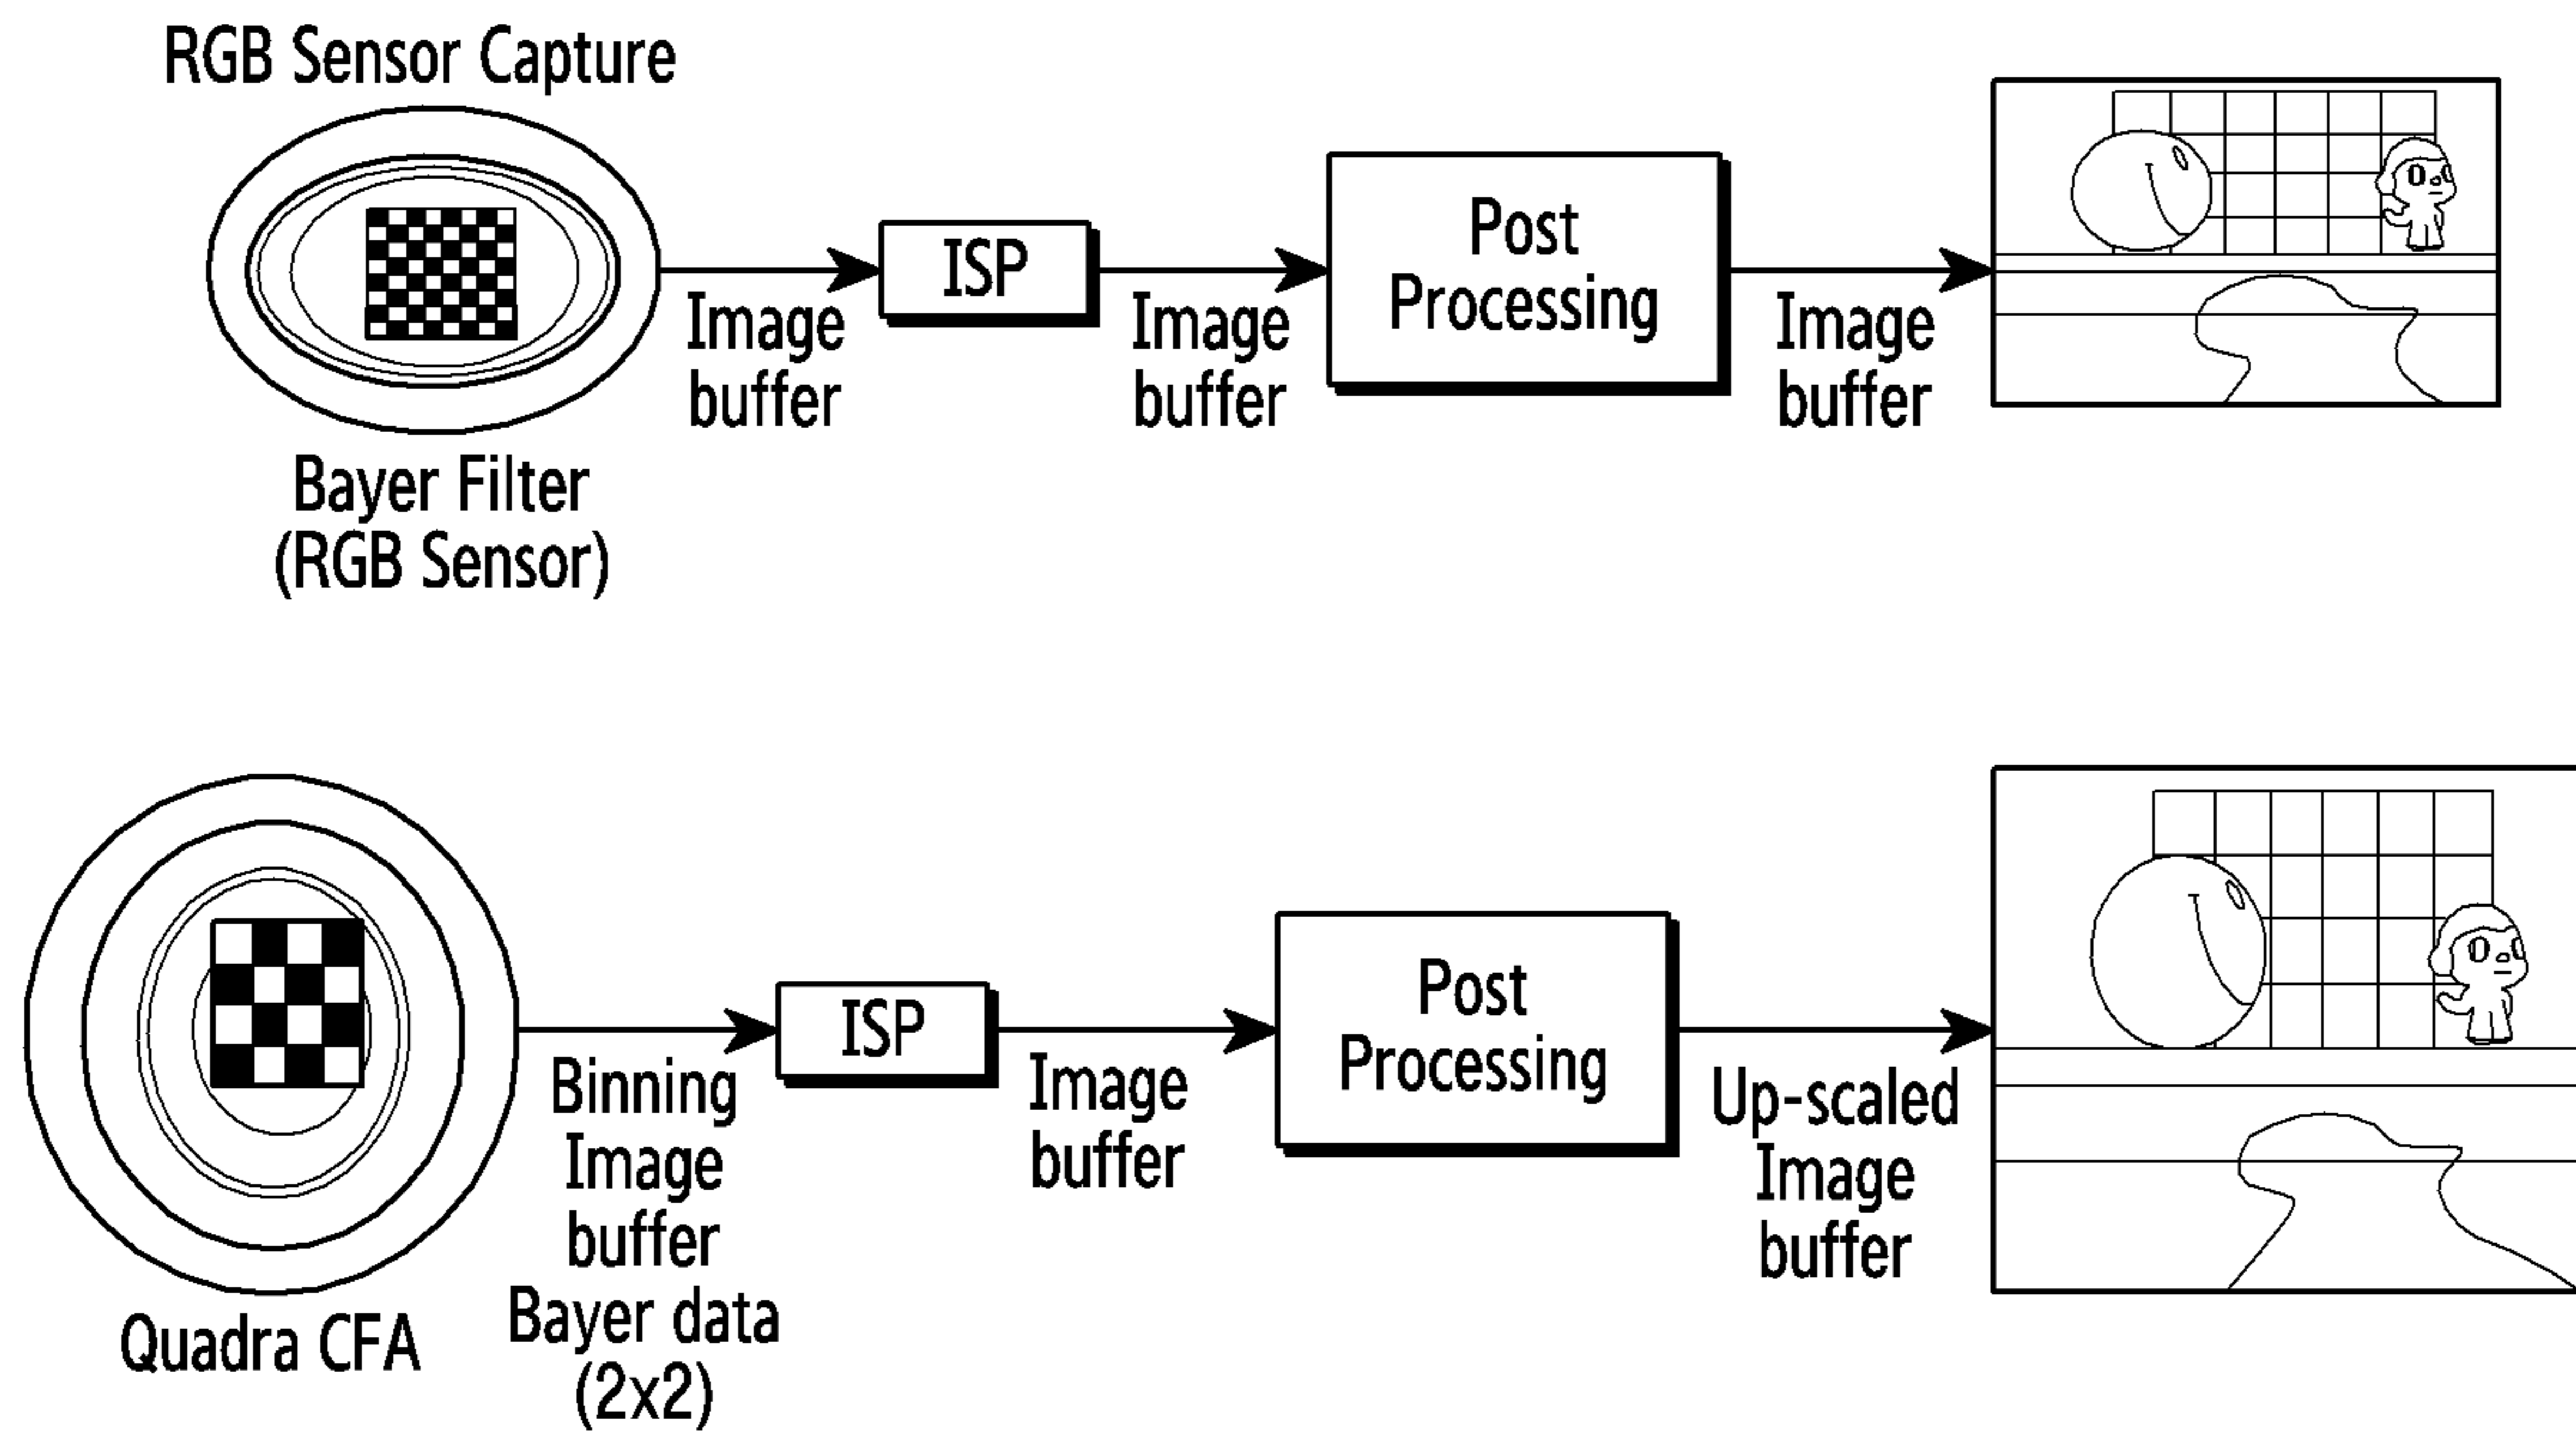 RGB Sensor Capture
Bayer Filter
(RGB Sensor)
Image
buffer
ISP
Image
buffer
Post
Processing
Image
buffer
Quadra CFA
Binning
Image
buffer
Bayer data
(2x2)
ISP
Image
buffer
Post
Processing
Up-scaled
Image
buffer